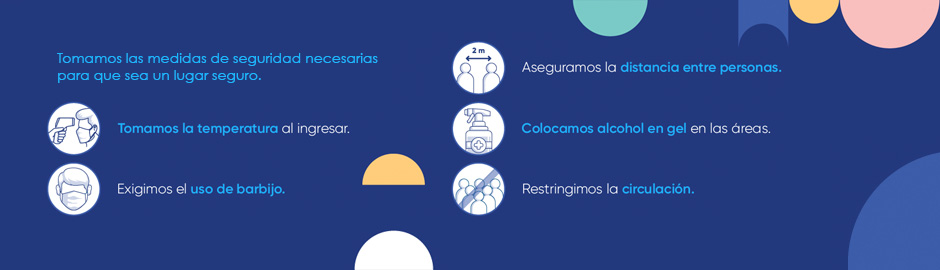 Tomamos las medidas de seguridad necesarias
para que sea un lugar seguro.
Tomamos la temperatura al ingresar.
Exigimos el uso de barbijo.
2 m
Aseguramos la distancia entre personas.
Colocamos alcohol en gel en las áreas.
Restringimos la circulación.